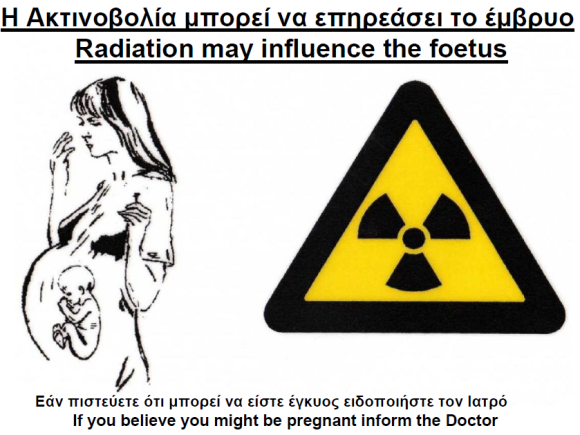 Η Ακτινοβολία μπορεί να επηρεάσει το έμβρυο
Radiation may influence the foetus
Εάν πιστεύετε ότι μπορεί να είστε έγκυος ειδοποιήστε τον Ιατρό
If you believe you might be pregnant inform the Doctor